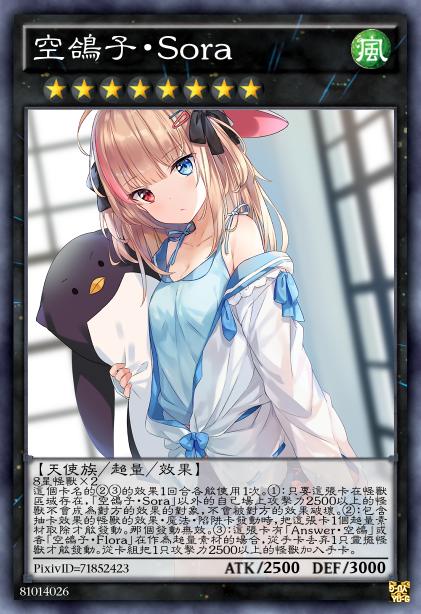 空鴿子·Sora
風
【天使族／超量／效果】
8星怪獸×2
這個卡名的②③的效果1回合各能使用1次。①：只要這張卡在怪獸
區域存在，「空鴿子·Sora」以外的自己場上攻擊力2500以上的怪
獸不會成為對方的效果的對象，不會被對方的效果破壞。②：包含
抽卡效果的怪獸的效果·魔法·陷阱卡發動時，把這張卡1個超量素
材取除才能發動。那個發動無效。③：這張卡有「Answer·空鴿」或
者「空鴿子·Flora」在作為超量素材的場合，從手卡丟棄1只靈擺怪
獸才能發動。從卡組把1只攻擊力2500以上的怪獸加入手卡。
PixivID=71852423
ATK/2500 DEF/3000
81014026